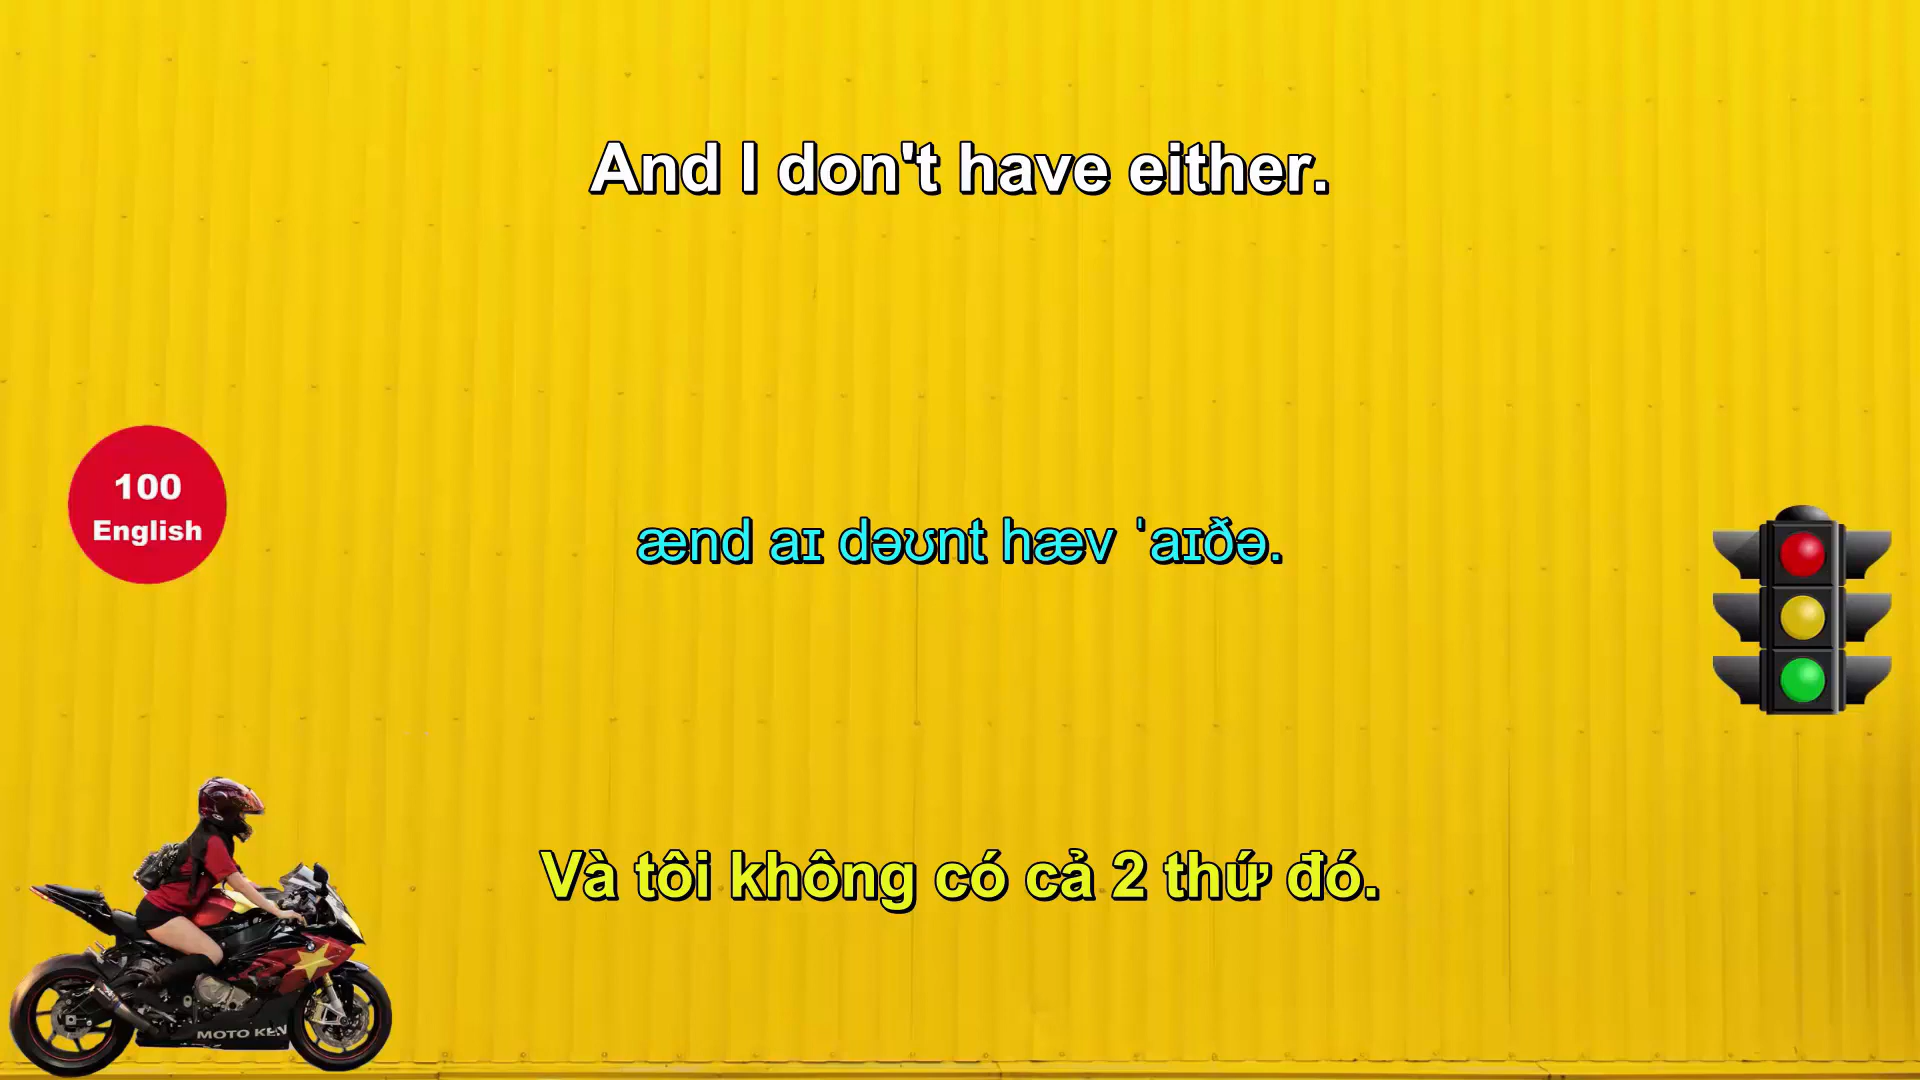 And I don't have either.
100
English
ænd aɪ dəʊnt hæv ˈaɪðə.
Và tôi không có cả 2 thứ đó.
MOTO KEN